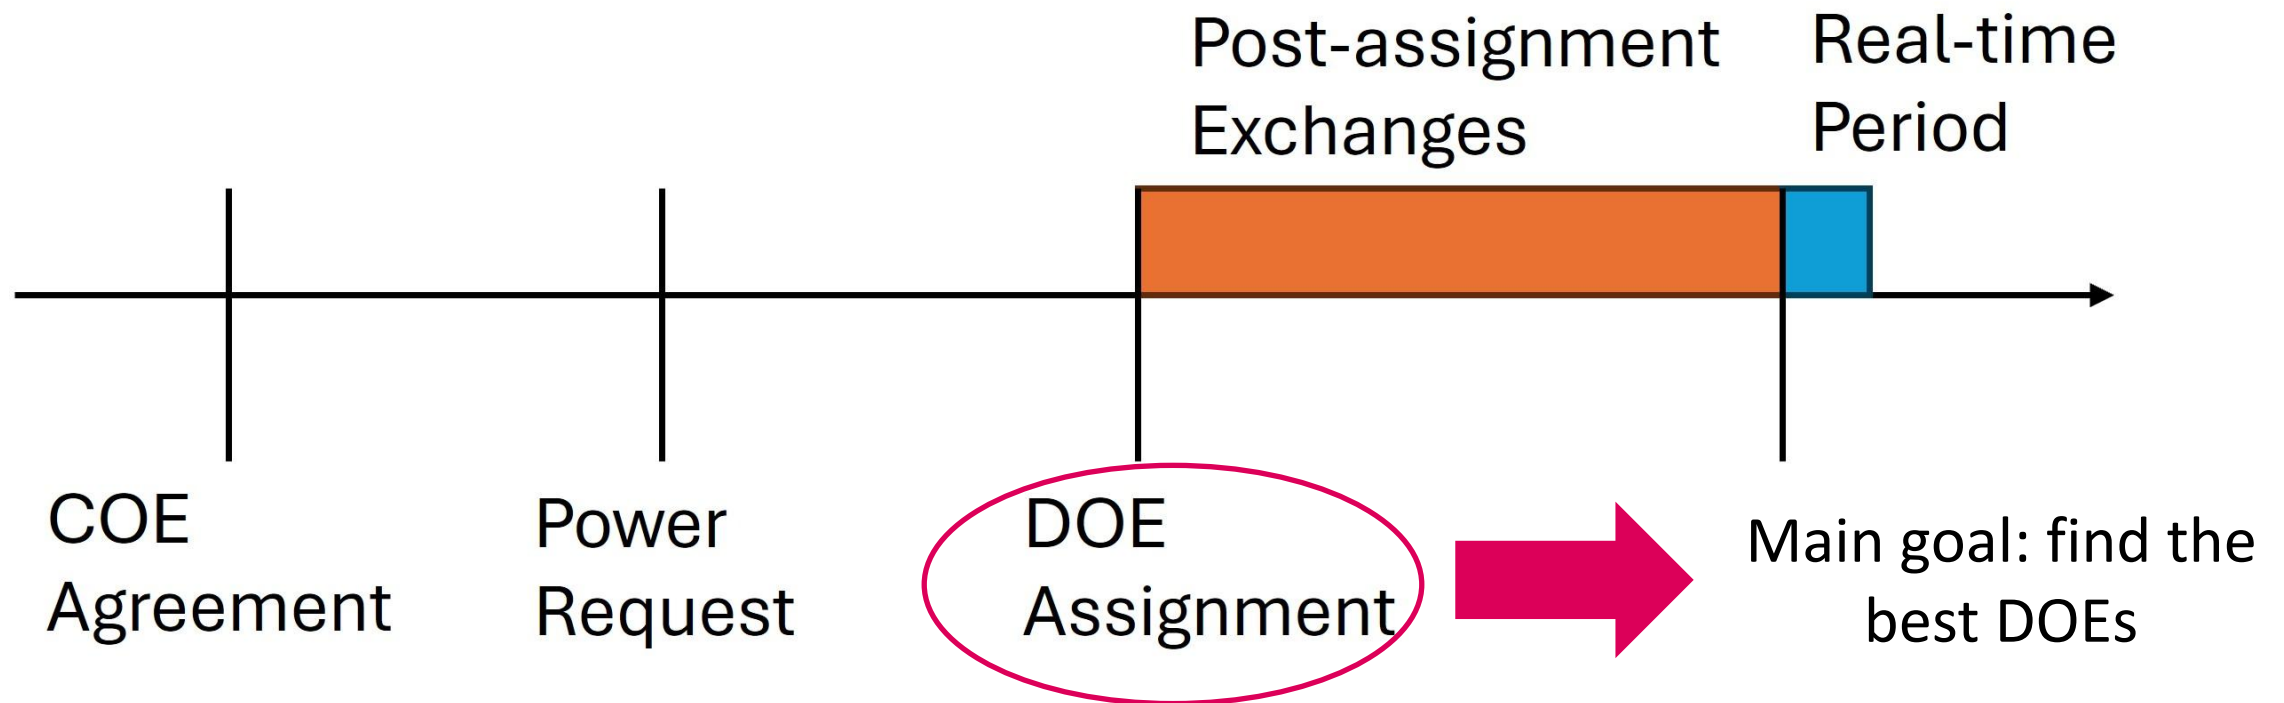 Post-assignment
Exchanges
Real-time
Period
COE
Agreement
Power
Request
DOE
Assignment
Main goal: find the
best DOEs